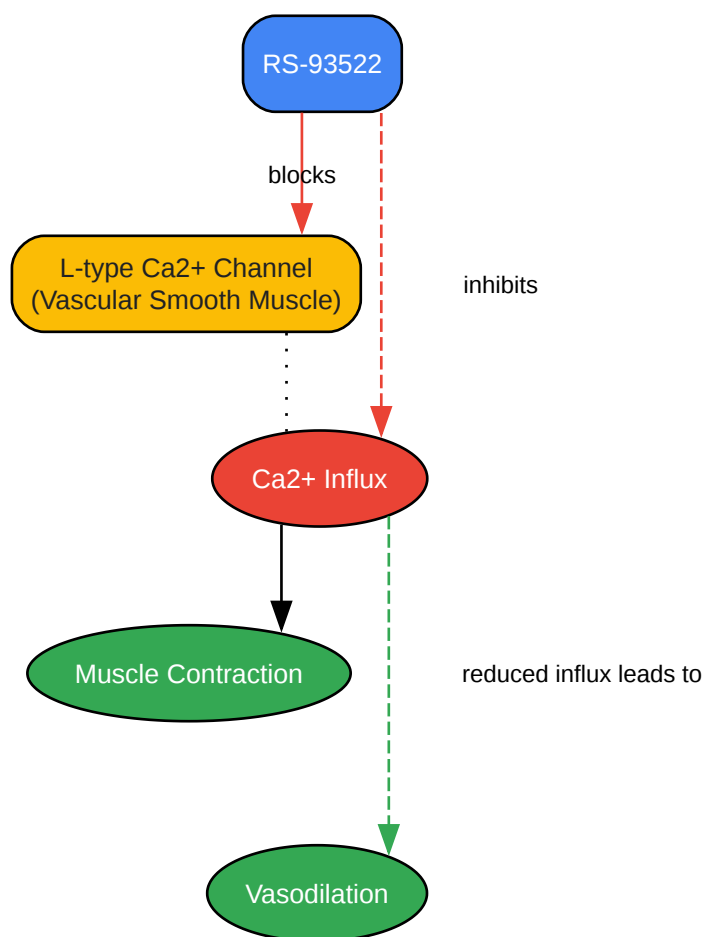 RS-93522
blocks
L-type Ca2+ Channel
(Vascular Smooth Muscle)
inhibits
Ca2+ Influx
Muscle Contraction
reduced influx leads to
Vasodilation